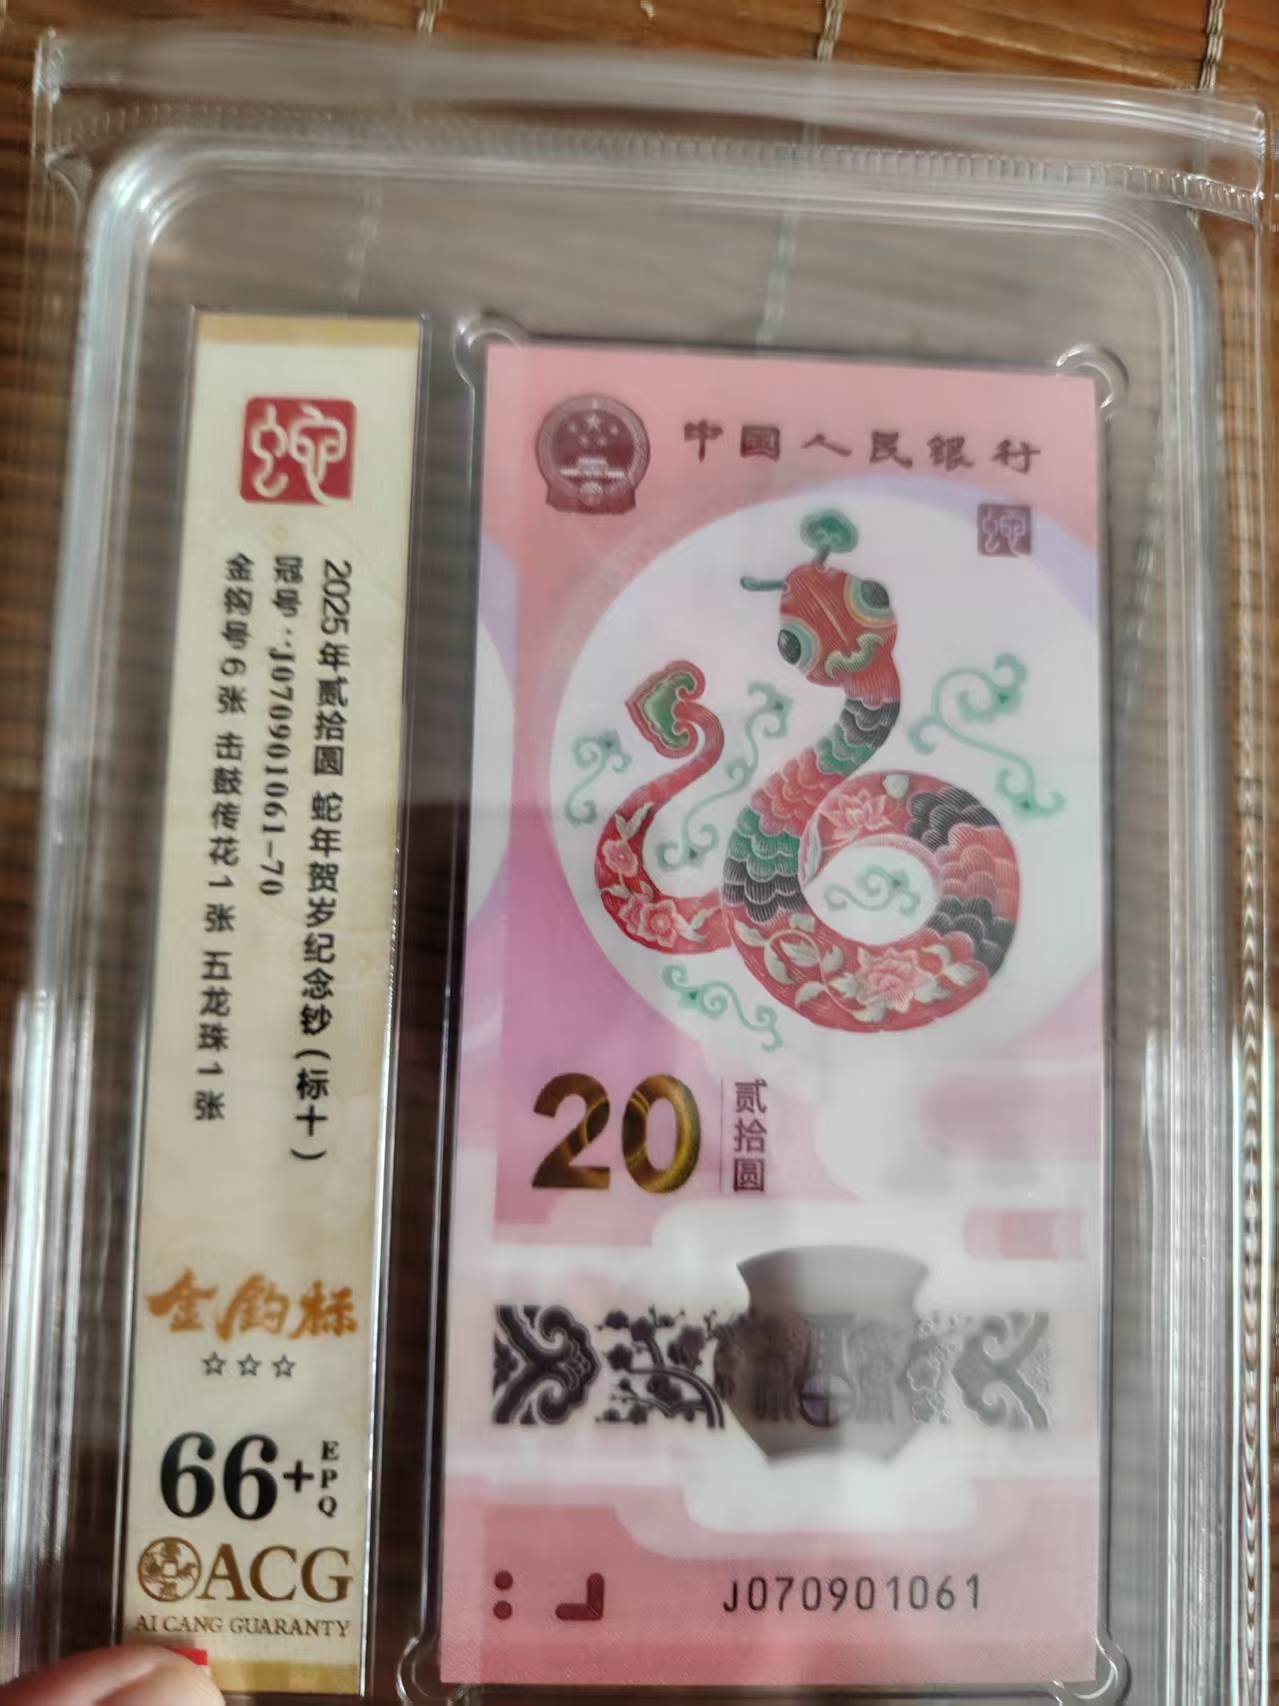 蛇
2025年贰拾圆 蛇年贺岁纪念钞(标十)
冠号:J070901061-70
金钩号6张 击鼓传花1张 五龙珠1张
金钩标
☆☆☆
66+
EPQ
ACG
AI CANG GUARANTY
中国人民银行
蛇
20
贰拾圆
J070901061